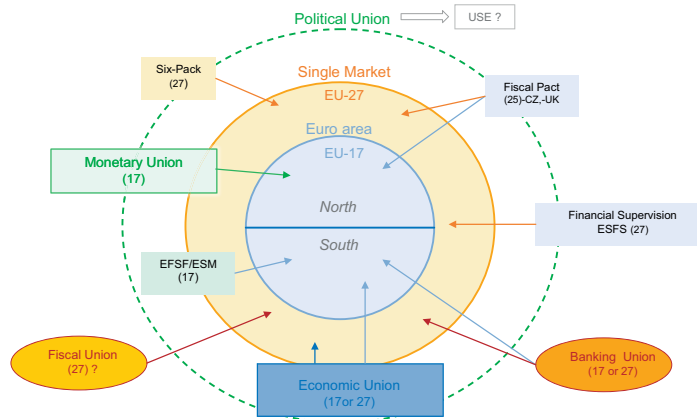 Political Union
USE ?
Six-Pack
(27)
Single Market
EU-27
Fiscal Pact
(25)-CZ,-UK
Euro area
EU-17
Monetary Union
(17)
North
South
Financial Supervision
ESFS (27)
EFSF/ESM
(17)
Fiscal Union
(27) ?
Economic Union
(17or 27)
Banking Union
(17 or 27)